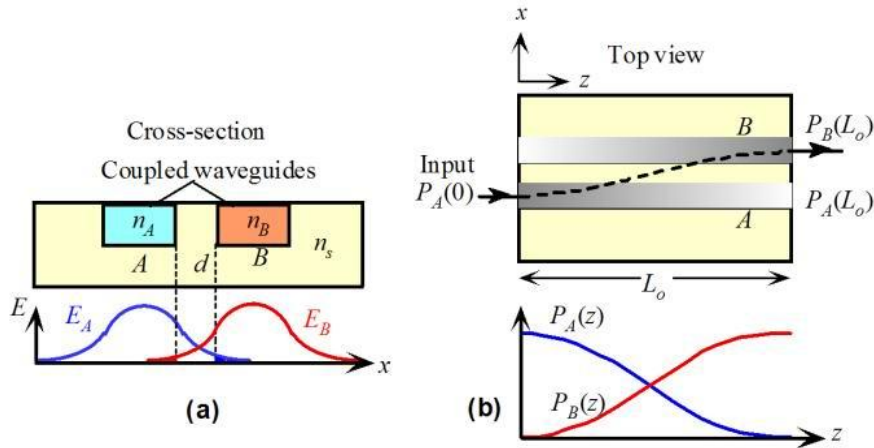 Cross-section
Coupled waveguides
n_A
n_B
n_s
A
d
B
E
E_A
E_B
x
(a)
x
z
Top view
B
P_B(L_o)
Input
P_A(0)
P_A(L_o)
A
L_o
P_A(z)
P_B(z)
z
(b)